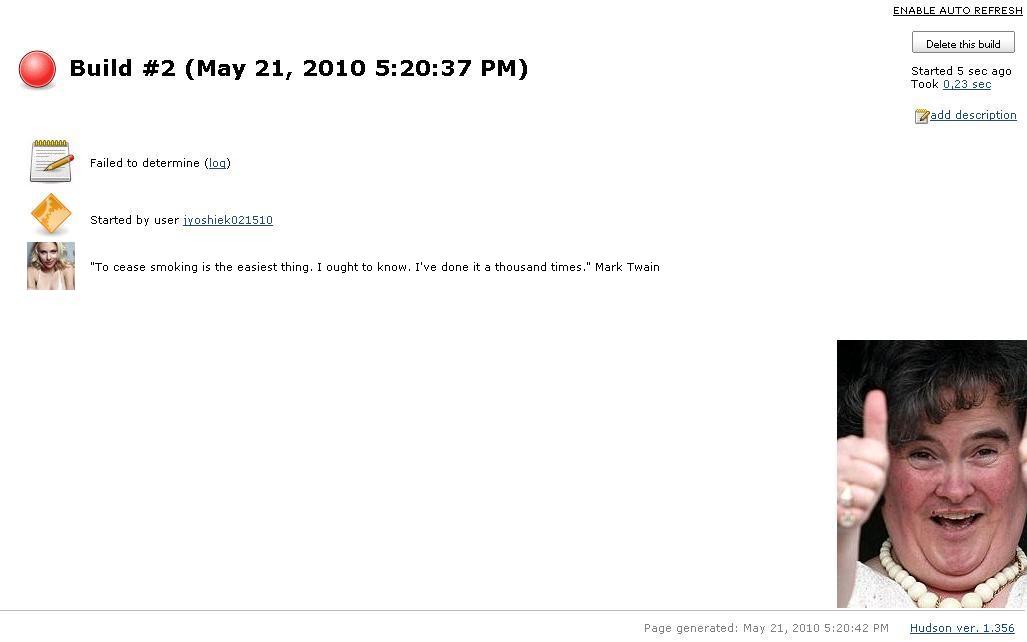 ENABLE AUTO REFRESH
Build #2 (May 21, 2010 5:20:37 PM)
Delete this build
Started 5 sec ago
Took 0,23 sec
add description
Failed to determine (log)
Started by user jyoshiek021510
"To cease smoking is the easiest thing. I ought to know. I've done it a thousand times." Mark Twain
Page generated: May 21, 2010 5:20:42 PM Hudson ver. 1.356